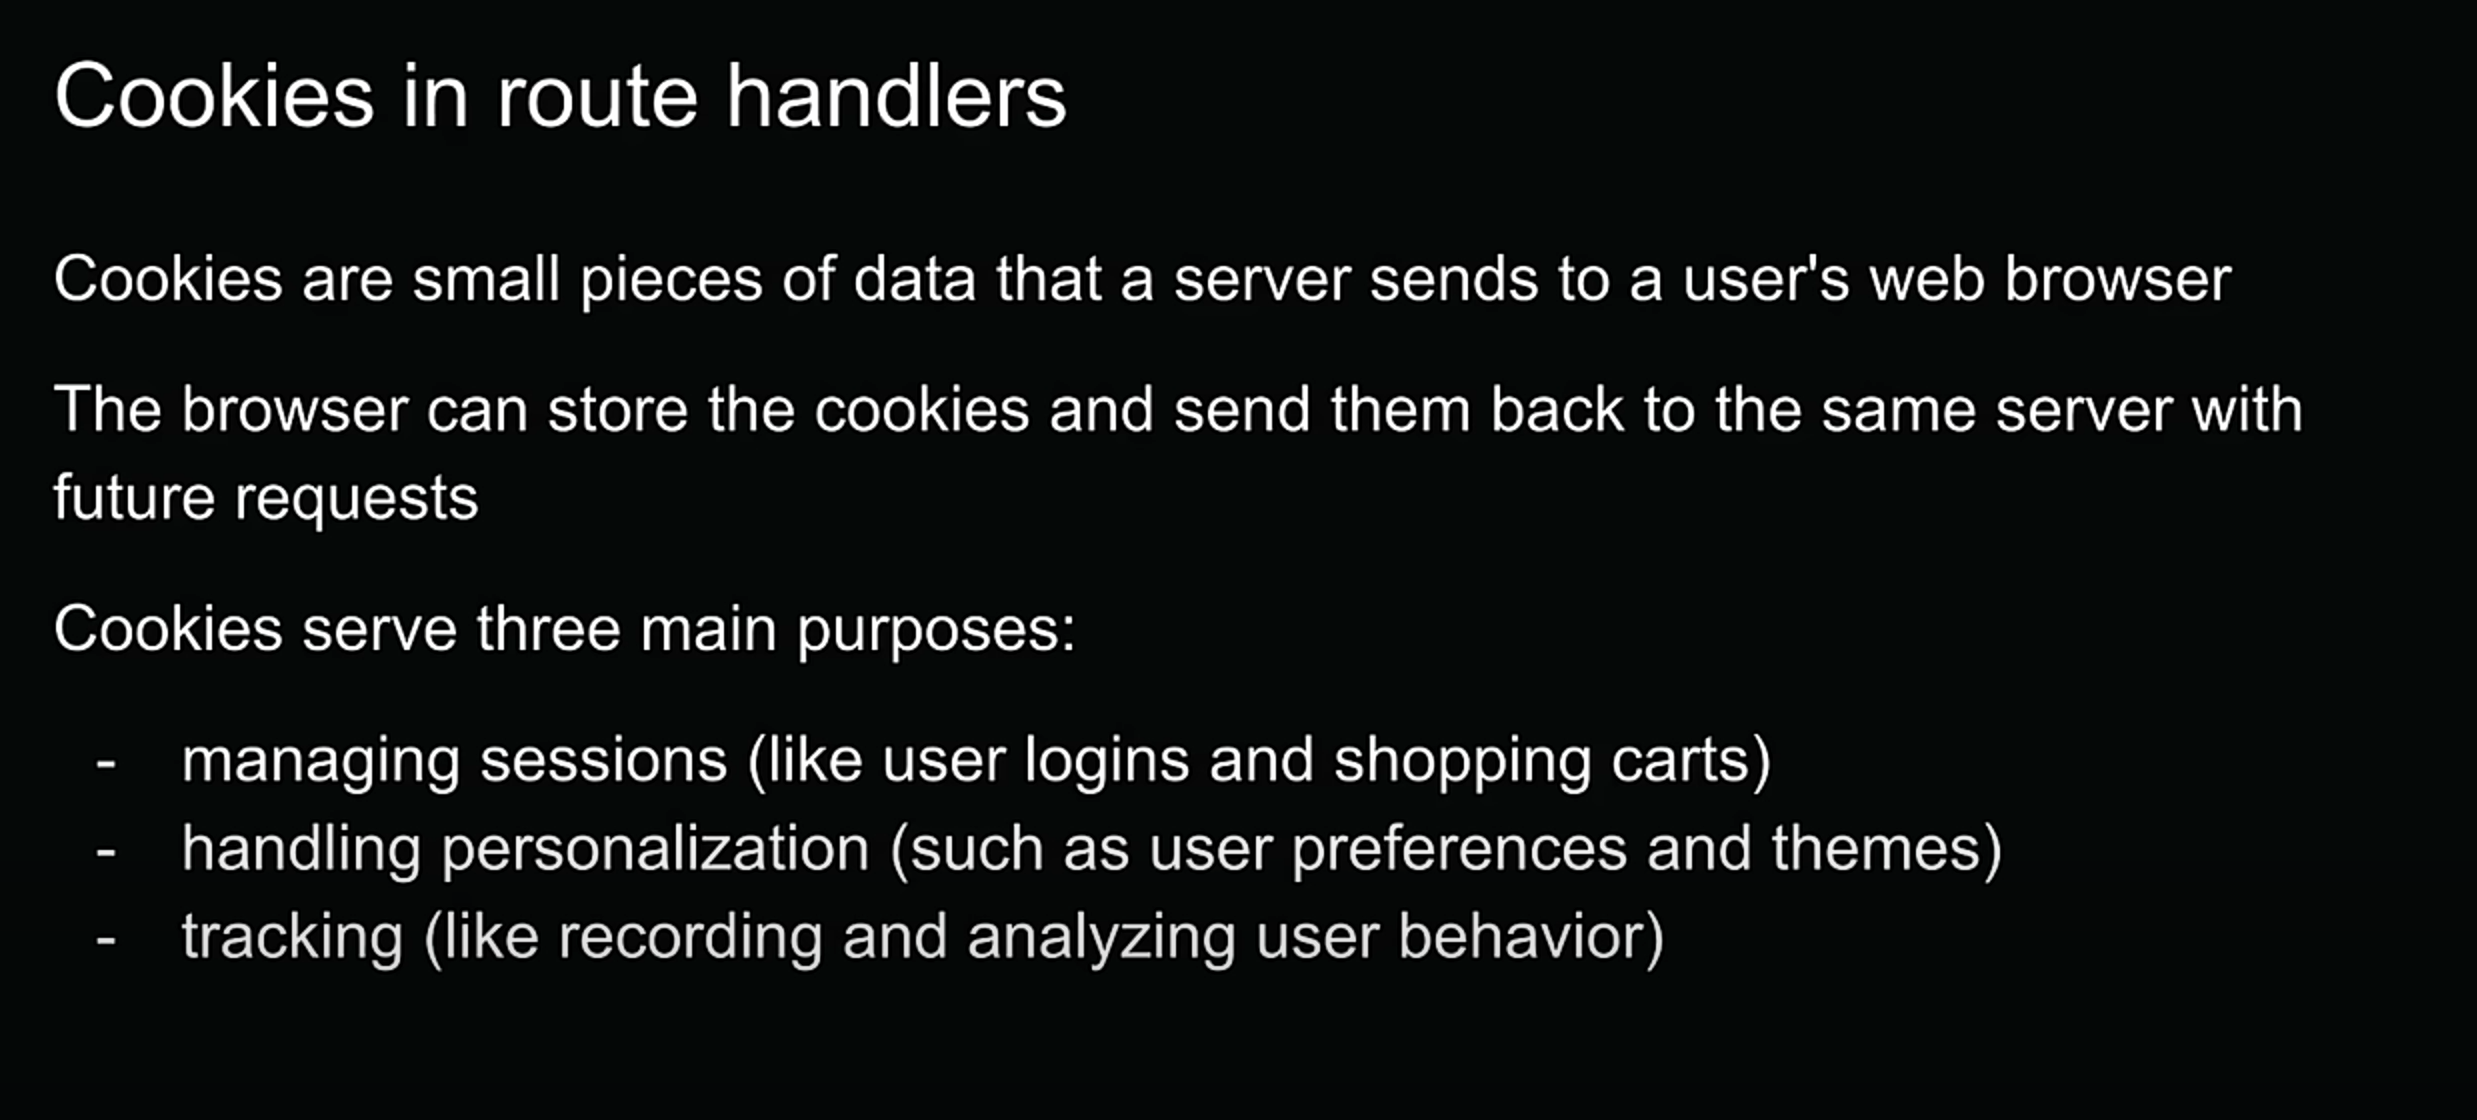 Cookies in route handlers
Cookies are small pieces of data that a server sends to a user's web browser
The browser can store the cookies and send them back to the same server with
future requests
Cookies serve three main purposes:
- managing sessions (like user logins and shopping carts)
- handling personalization (such as user preferences and themes)
- tracking (like recording and analyzing user behavior)